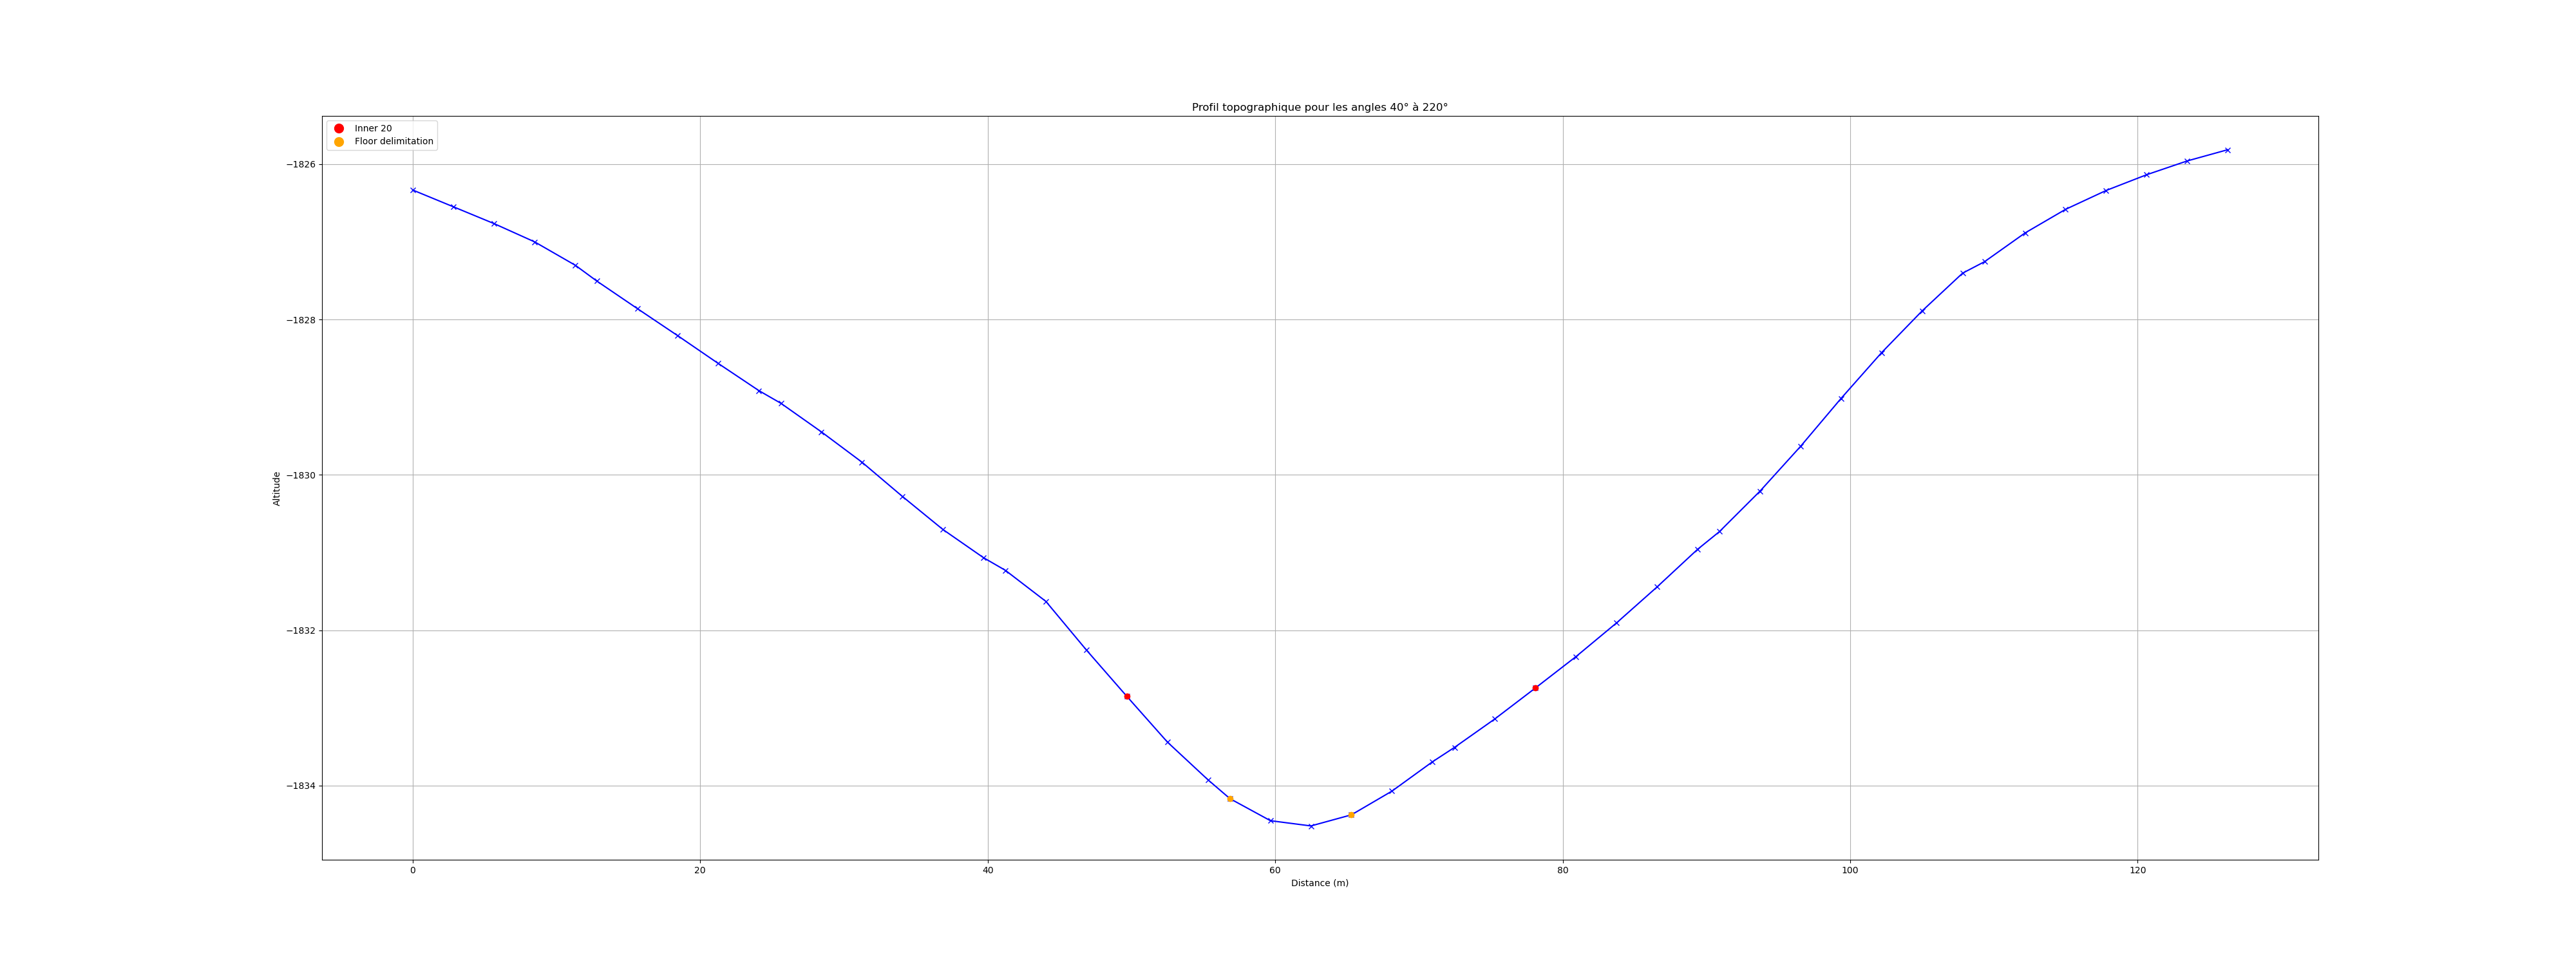 Profil topographique pour les angles 40° à 220°
Inner 20
Floor delimitation
−1826
−1828
−1830
−1832
−1834
Altitude
0 20 40 60 80 100 120
Distance (m)